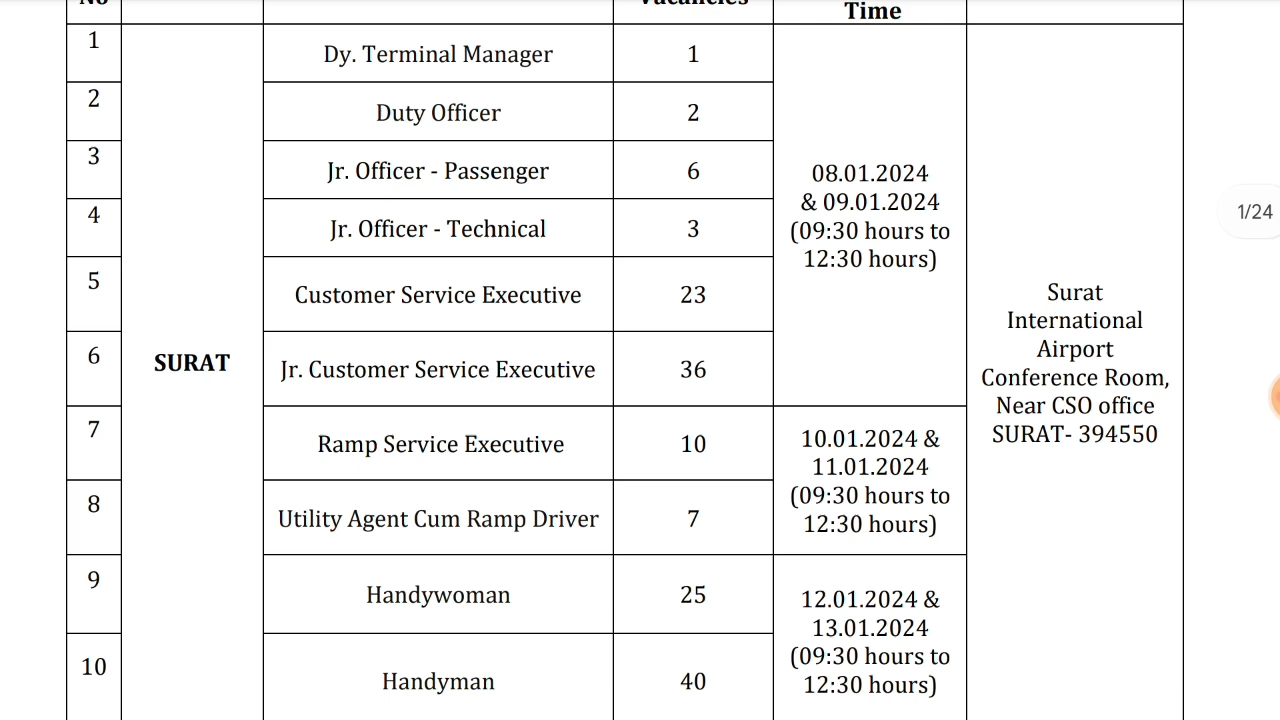 No
Vacancies
Time
1
Dy. Terminal Manager
1
2
Duty Officer
2
3
Jr. Officer - Passenger
6
4
Jr. Officer - Technical
3
5
Customer Service Executive
23
6
Jr. Customer Service Executive
36
08.01.2024
& 09.01.2024
(09:30 hours to
12:30 hours)
SURAT
7
Ramp Service Executive
10
8
Utility Agent Cum Ramp Driver
7
10.01.2024 &
11.01.2024
(09:30 hours to
12:30 hours)
9
Handywoman
25
10
Handyman
40
12.01.2024 &
13.01.2024
(09:30 hours to
12:30 hours)
Surat
International
Airport
Conference Room,
Near CSO office
SURAT- 394550
1/24